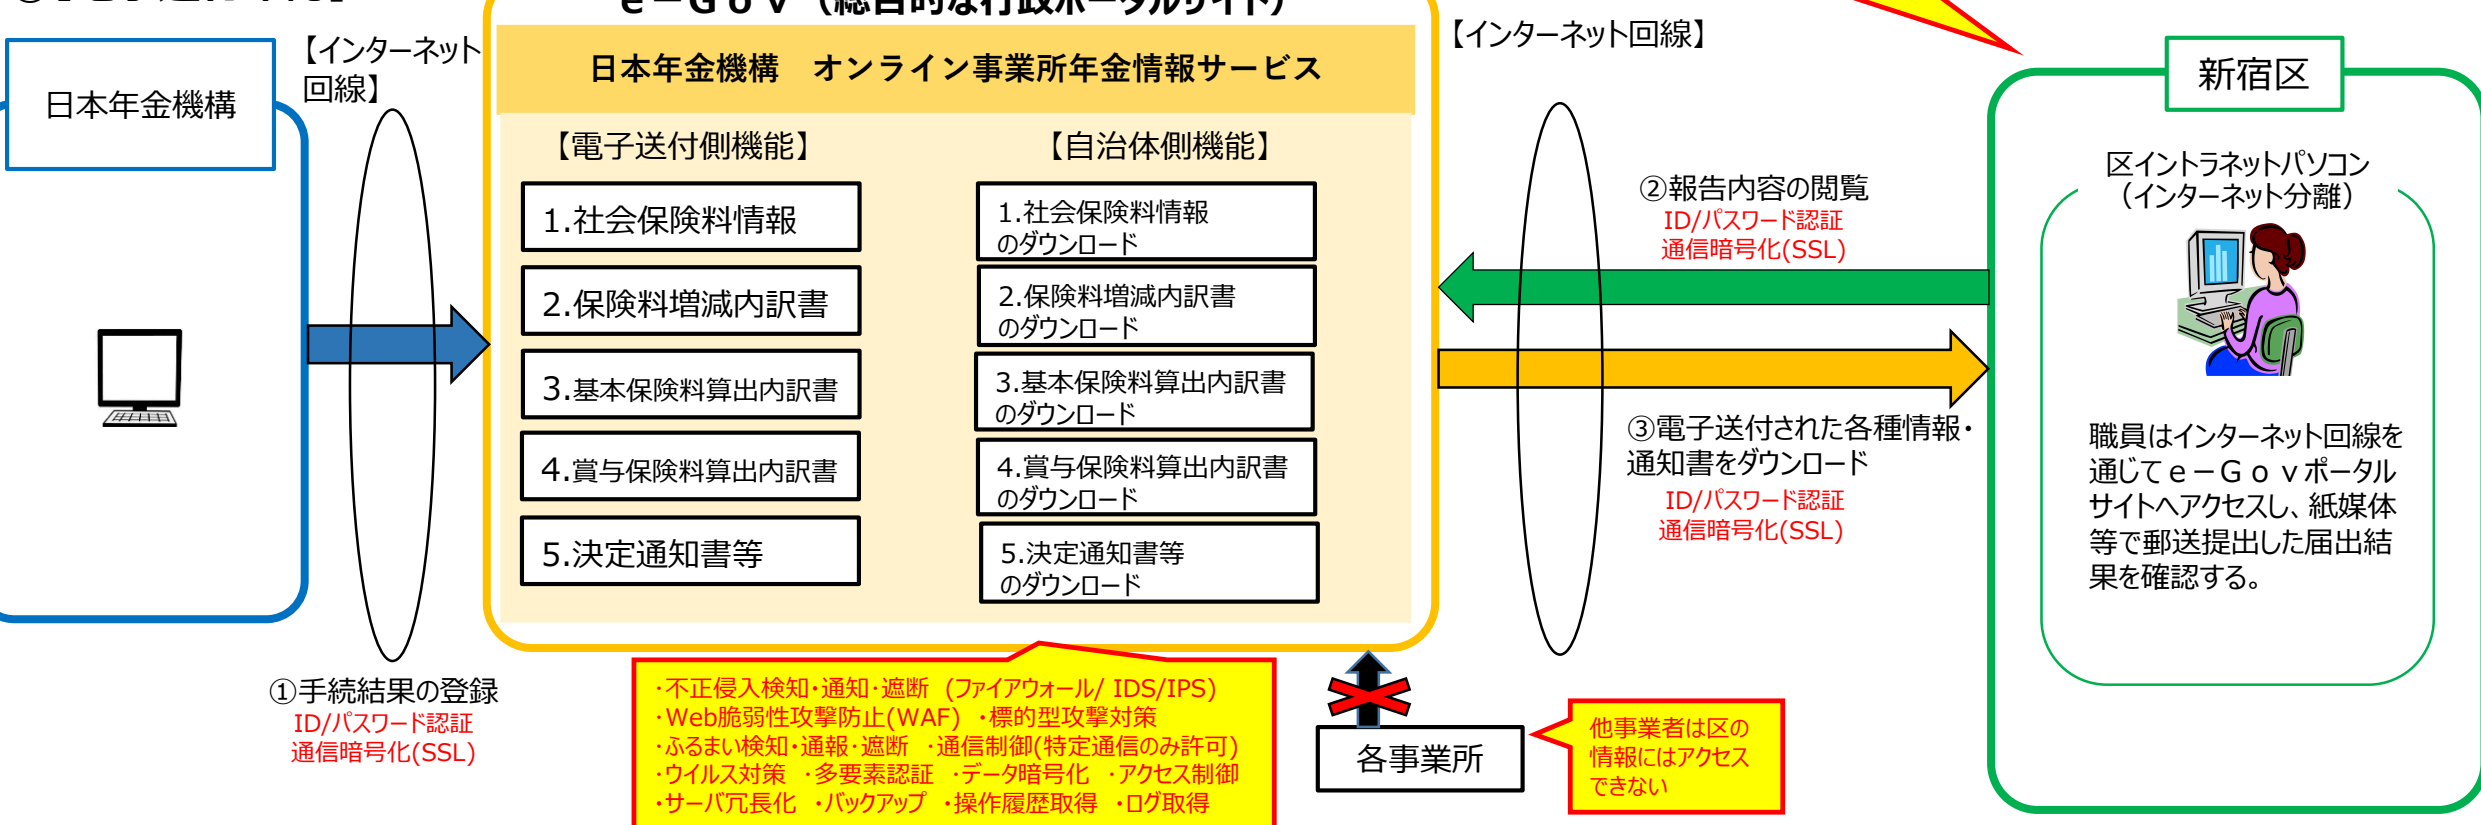 e－Gov（総合的な行政ポータルサイト）
日本年金機構
【インターネット
回線】
日本年金機構　オンライン事業所年金情報サービス
【電子送付側機能】
1.社会保険料情報
2.保険料増減内訳書
3.基本保険料算出内訳書
4.賞与保険料算出内訳書
5.決定通知書等
【自治体側機能】
1.社会保険料情報
のダウンロード
2.保険料増減内訳書
のダウンロード
3.基本保険料算出内訳書
のダウンロード
4.賞与保険料算出内訳書
のダウンロード
5.決定通知書等
のダウンロード
【インターネット回線】
②報告内容の閲覧
ID/パスワード認証
通信暗号化(SSL)
③電子送付された各種情報・
通知書をダウンロード
ID/パスワード認証
通信暗号化(SSL)
新宿区
区イントラネットパソコン
（インターネット分離）
職員はインターネット回線を
通じてe－Govポータル
サイトへアクセスし、紙媒体
等で郵送提出した届出結
果を確認する。
①手続結果の登録
ID/パスワード認証
通信暗号化(SSL)
・不正侵入検知・通知・遮断 (ファイアウォール/ IDS/IPS)
・Web脆弱性攻撃防止(WAF) ・標的型攻撃対策
・ふるまい検知・通報・遮断 ・通信制御(特定通信のみ許可)
・ウイルス対策 ・多要素認証 ・データ暗号化 ・アクセス制御
・サーバ冗長化 ・バックアップ ・操作履歴取得 ・ログ取得
各事業所
他事業者は区の
情報にはアクセス
できない